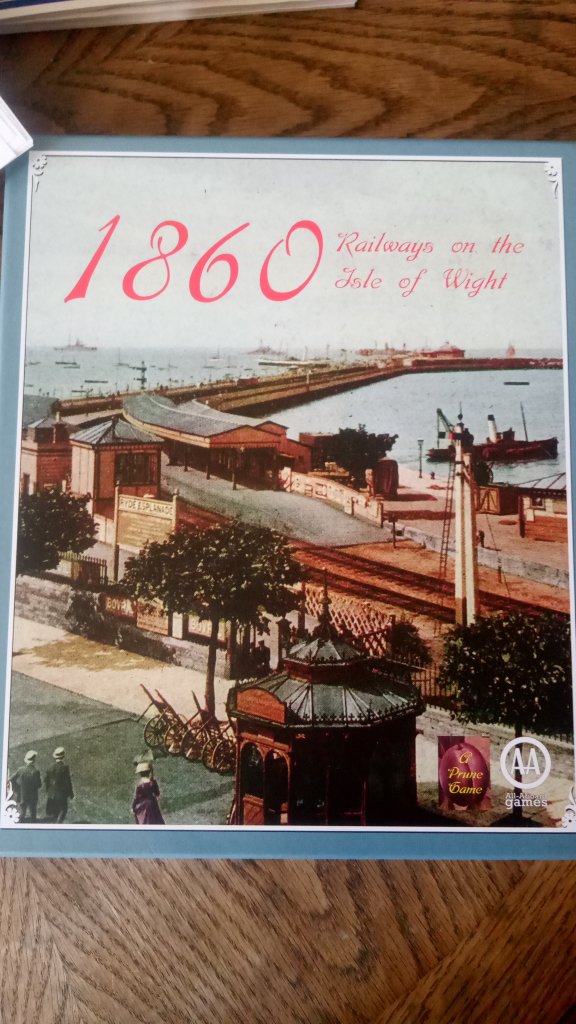 1860
Railways on the
Isle of Wight
RYDE ESPLANADE
A
Prune
Game
AA
All-Aboard
games